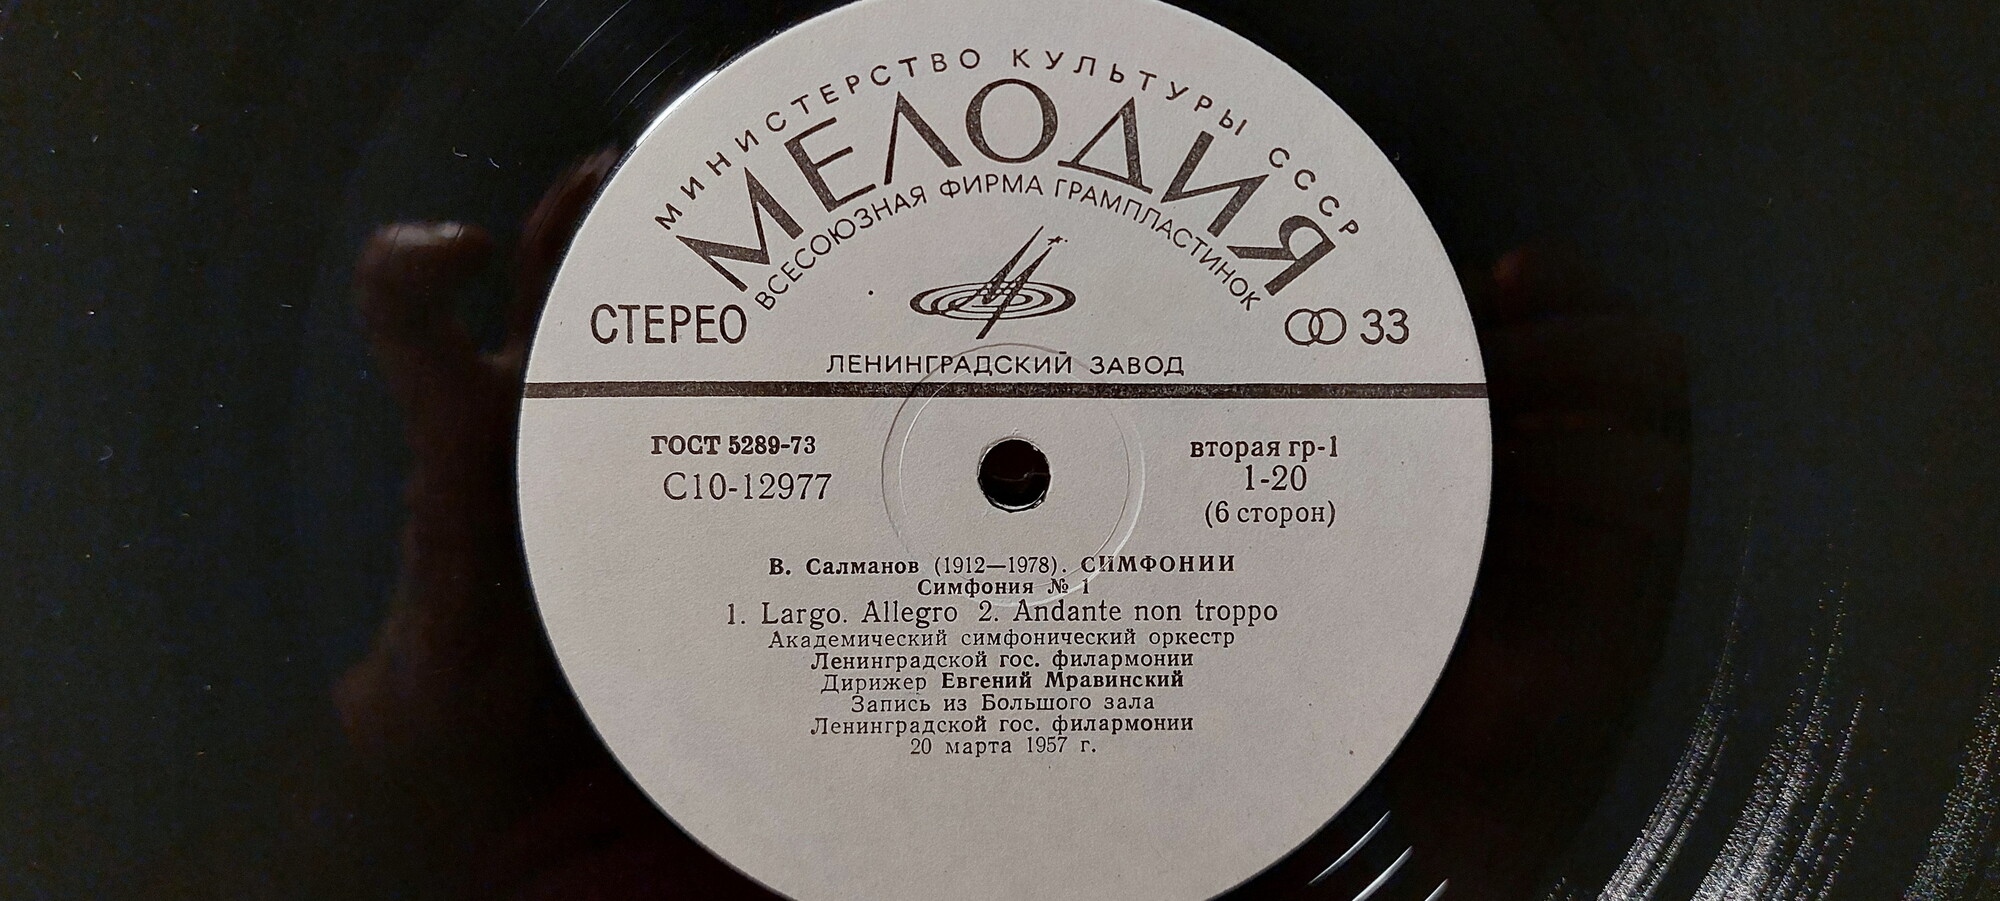 МИНИСТЕРСТВО КУЛЬТУРЫ СССР
МЕЛОДИЯ
ВСЕСОЮЗНАЯ ФИРМА ГРАМПЛАСТИНОК
СТЕРЕО 33
ЛЕНИНГРАДСКИЙ ЗАВОД
ГОСТ 5289-73 вторая гр-1
С10-12977 1-20
(6 сторон)
В. Салманов (1912—1978). СИМФОНИИ
Симфония № 1
1. Largo. Allegro 2. Andante non troppo
Академический симфонический оркестр
Ленинградской гос. филармонии
Дирижер Евгений Мравинский
Запись из Большого зала
Ленинградской гос. филармонии
20 марта 1957 г.